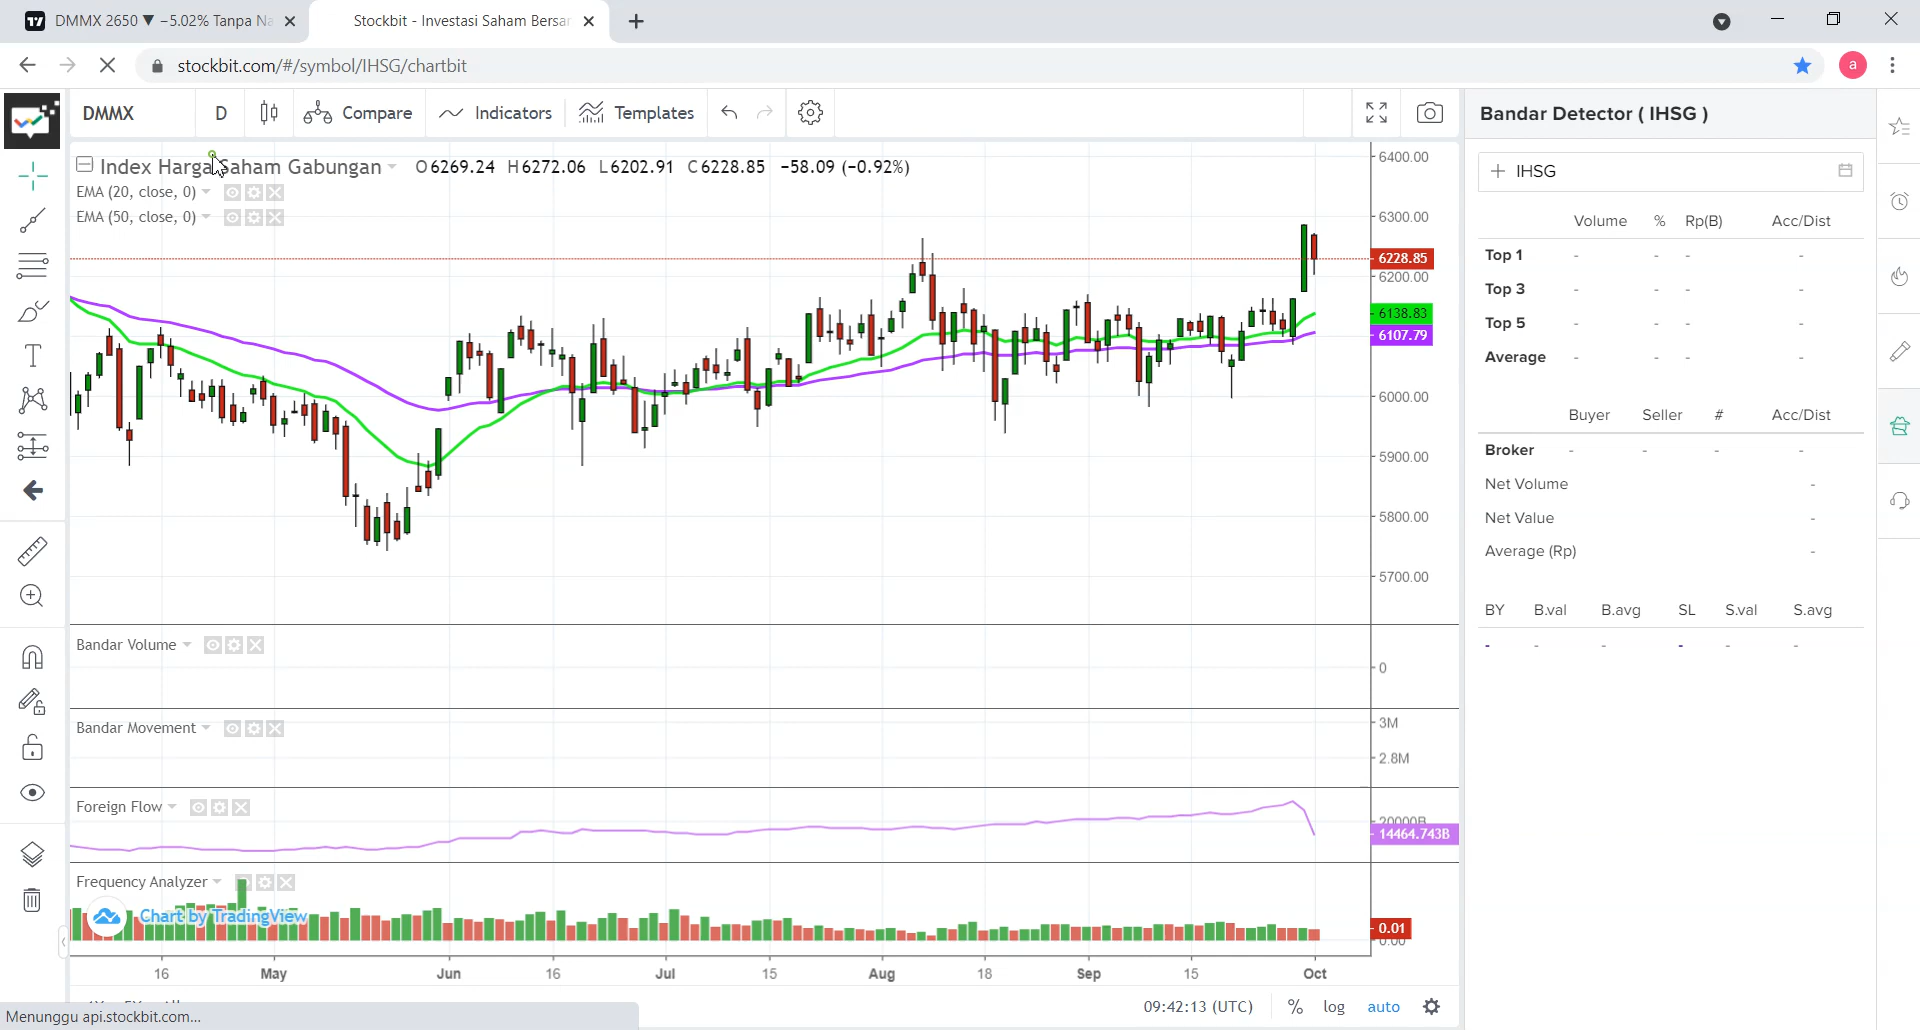 DMMX 2650 ▼ −5.02% Tanpa Na
Stockbit - Investasi Saham Bersar
stockbit.com/#/symbol/IHSG/chartbit
a
DMMX
D
Compare
Indicators
Templates
Index Harga Saham Gabungan
O6269.24 H6272.06 L6202.91 C6228.85 −58.09 (−0.92%)
EMA (20, close, 0)
EMA (50, close, 0)
6400.00
6300.00
6228.85
6200.00
6138.83
6107.79
6000.00
5900.00
5800.00
5700.00
Bandar Volume
0
Bandar Movement
3M
2.8M
Foreign Flow
20000B
14464.743B
Frequency Analyzer
Chart by TradingView
0.01
0.00
16 May Jun 16 Jul 15 Aug 18 Sep 15 Oct
09:42:13 (UTC) % log auto
Menunggu api.stockbit.com...
Bandar Detector ( IHSG )
+ IHSG
Volume % Rp(B) Acc/Dist
Top 1 - - - -
Top 3 - - - -
Top 5 - - - -
Average - - - -
Buyer Seller # Acc/Dist
Broker - - - -
Net Volume -
Net Value -
Average (Rp) -
BY B.val B.avg SL S.val S.avg
- - - - - -